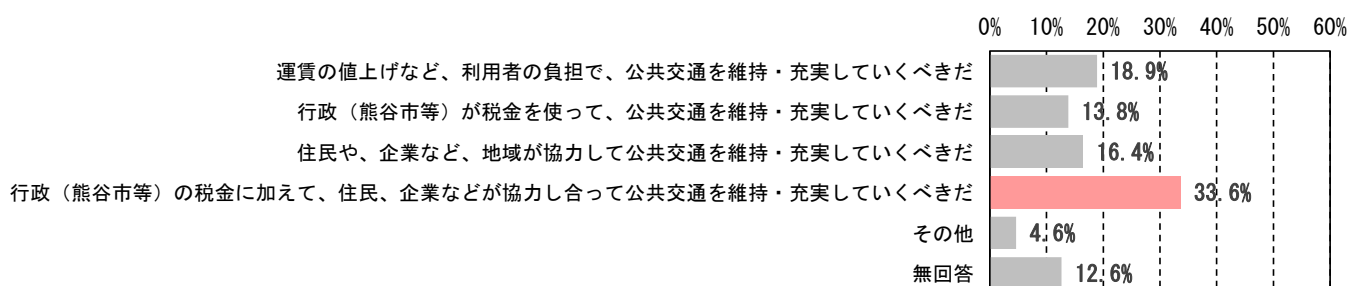 0% 10% 20% 30% 40% 50% 60%
運賃の値上げなど、利用者の負担で、公共交通を維持・充実していくべきだ 18.9%
行政（熊谷市等）が税金を使って、公共交通を維持・充実していくべきだ 13.8%
住民や、企業など、地域が協力して公共交通を維持・充実していくべきだ 16.4%
行政（熊谷市等）の税金に加えて、住民、企業などが協力し合って公共交通を維持・充実していくべきだ 33.6%
その他 4.6%
無回答 12.6%